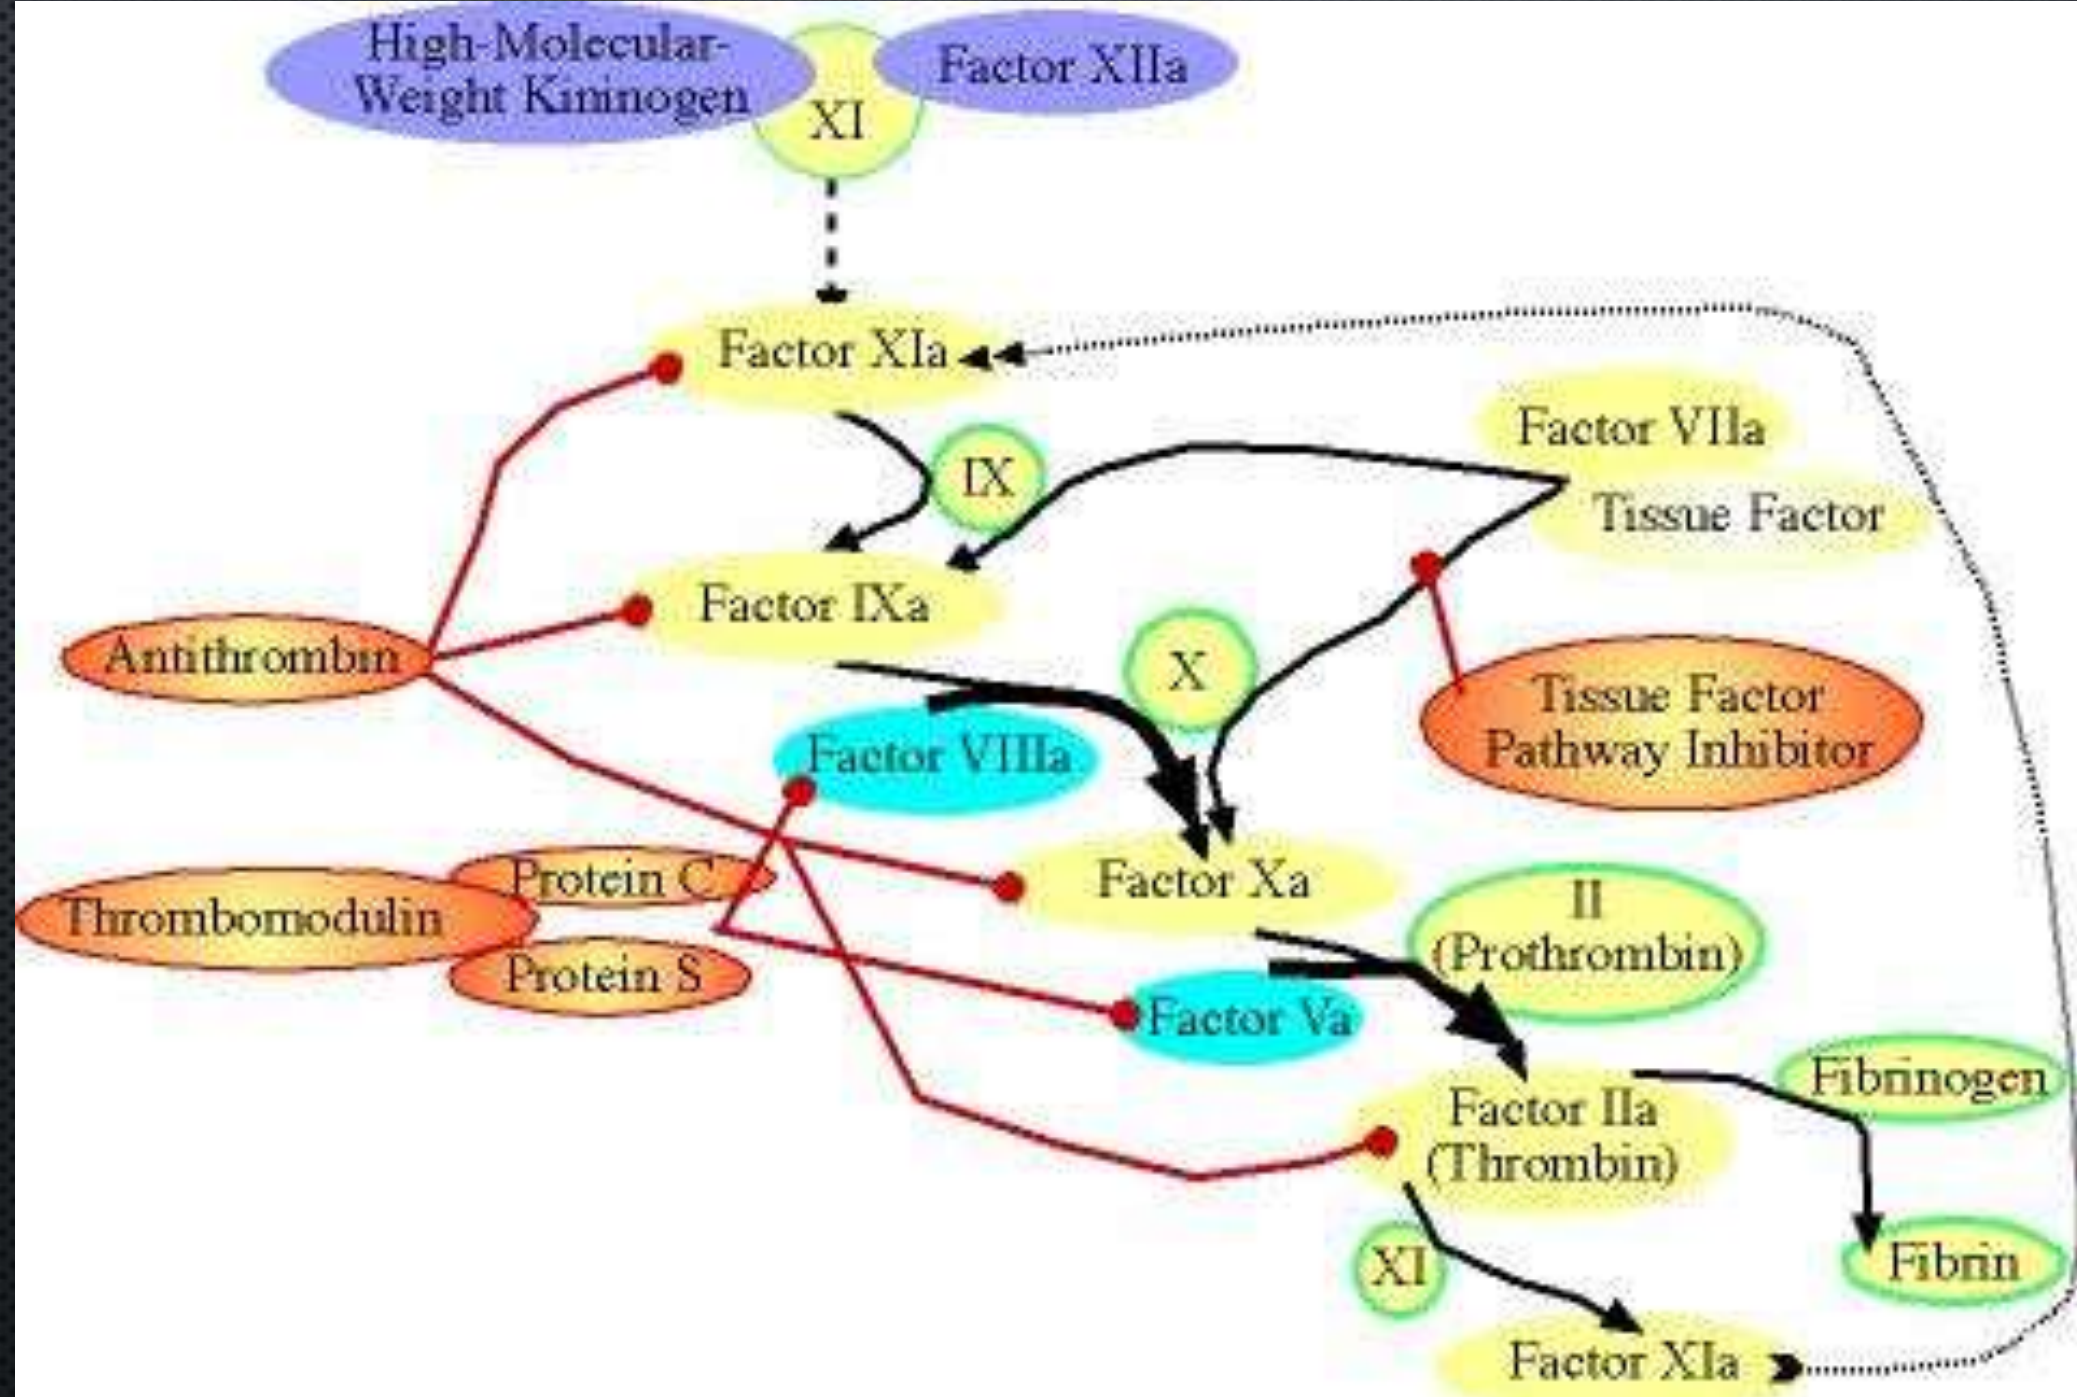 High-Molecular-
Weight Kininogen
XI
Factor XIIa
Factor XIa
Factor VIIa
IX
Tissue Factor
Factor IXa
Antithrombin
X
Tissue Factor
Pathway Inhibitor
Factor VIIIa
Protein C
Thrombomodulin
Protein S
Factor Xa
II
(Prothrombin)
Factor Va
Fibrinogen
Factor IIa
(Thrombin)
XI
Fibrin
Factor XIa